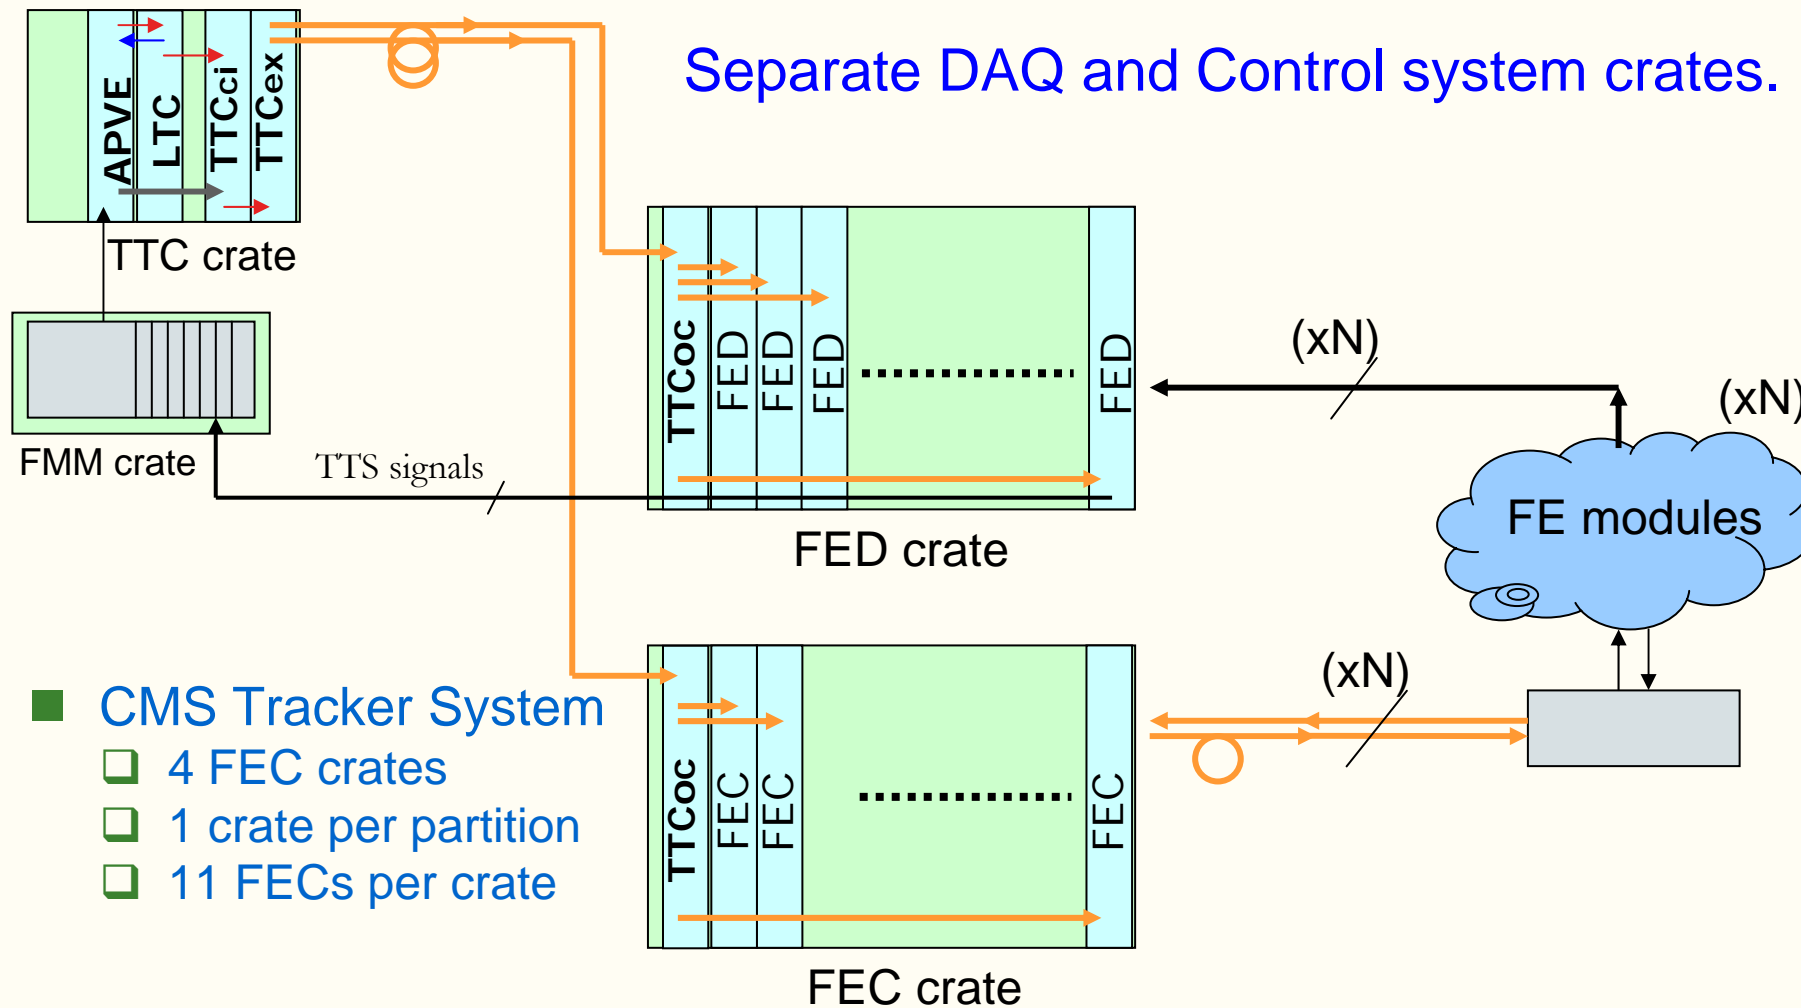 Separate DAQ and Control system crates.
APVE
LTC
TTCci
TTCex
TTC crate
FMM crate
TTS signals
TTCoc
FED
FED
FED
FED
FED crate
(xN)
(xN)
FE modules
CMS Tracker System
4 FEC crates
1 crate per partition
11 FECs per crate
TTCoc
FEC
FEC
FEC
FEC crate
(xN)